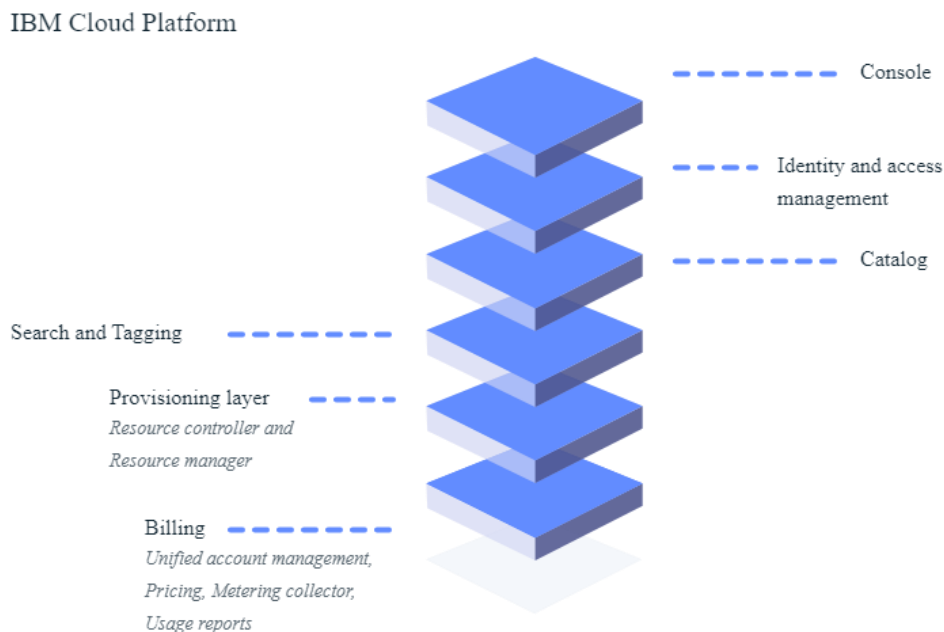 IBM Cloud Platform
Console
Identity and access
management
Catalog
Search and Tagging
Provisioning layer
Resource controller and
Resource manager
Billing
Unified account management,
Pricing, Metering collector,
Usage reports